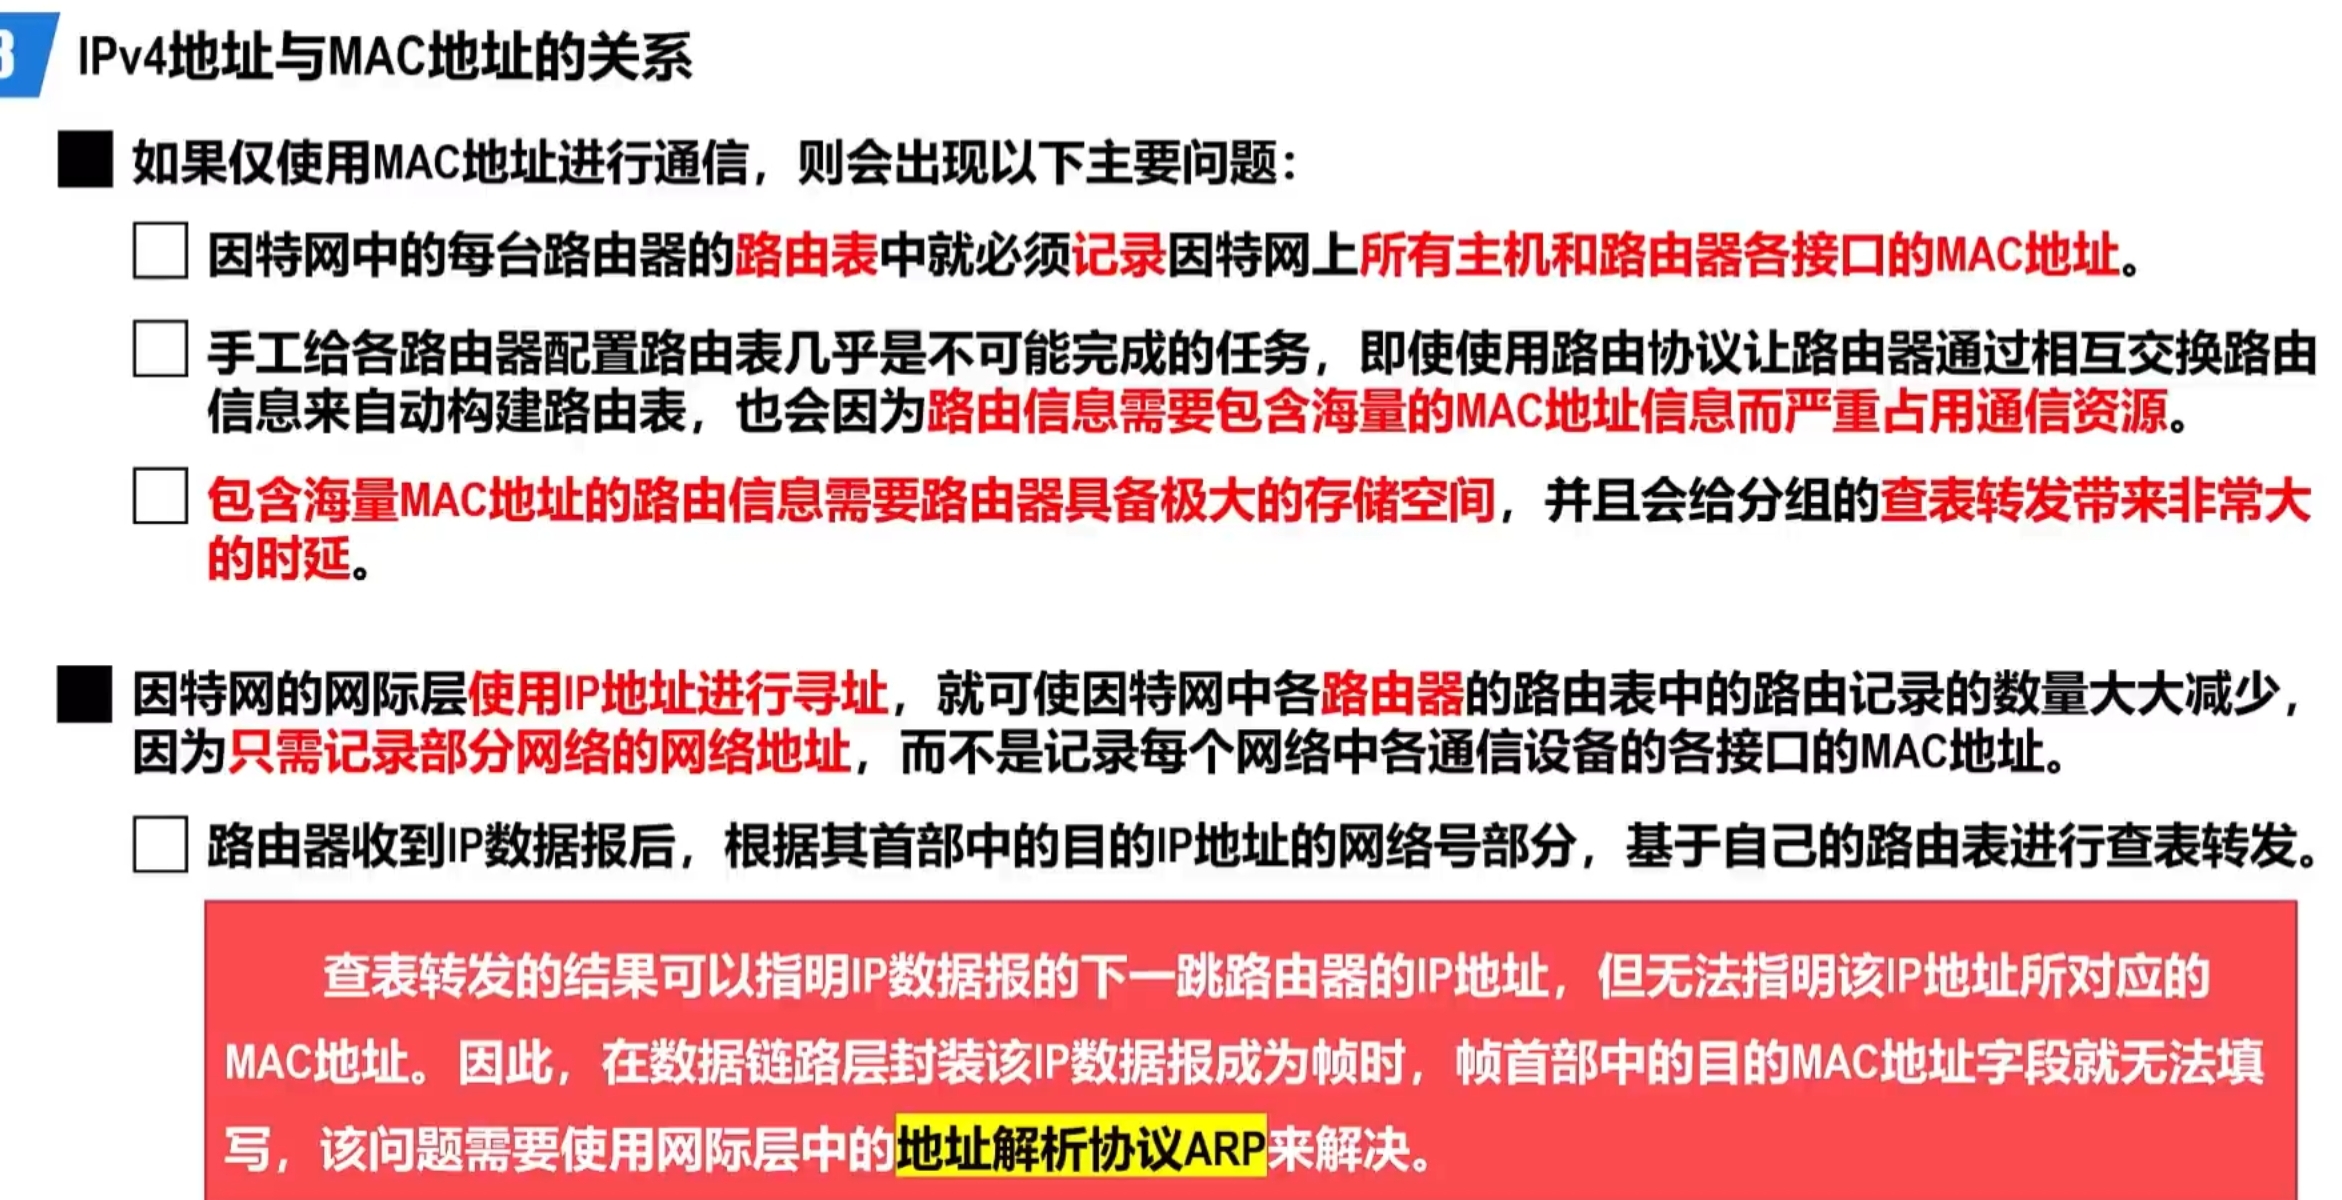 3
IPv4地址与MAC地址的关系
如果仅使用MAC地址进行通信，则会出现以下主要问题：
因特网中的每台路由器的路由表中就必须记录因特网上所有主机和路由器各接口的MAC地址。
手工给各路由器配置路由表几乎是不可能完成的任务，即使使用路由协议让路由器通过相互交换路由
信息来自动构建路由表，也会因为路由信息需要包含海量的MAC地址信息而严重占用通信资源。
包含海量MAC地址的路由信息需要路由器具备极大的存储空间，并且会给分组的查表转发带来非常大
的时延。
因特网的网际层使用IP地址进行寻址，就可使因特网中各路由器的路由表中的路由记录的数量大大减少，
因为只需记录部分网络的网络地址，而不是记录每个网络中各通信设备的各接口的MAC地址。
路由器收到IP数据报后，根据其首部中的目的IP地址的网络号部分，基于自己的路由表进行查表转发。
查表转发的结果可以指明IP数据报的下一跳路由器的IP地址，但无法指明该IP地址所对应的
MAC地址。因此，在数据链路层封装该IP数据报成为帧时，帧首部中的目的MAC地址字段就无法填
写，该问题需要使用网际层中的地址解析协议ARP来解决。